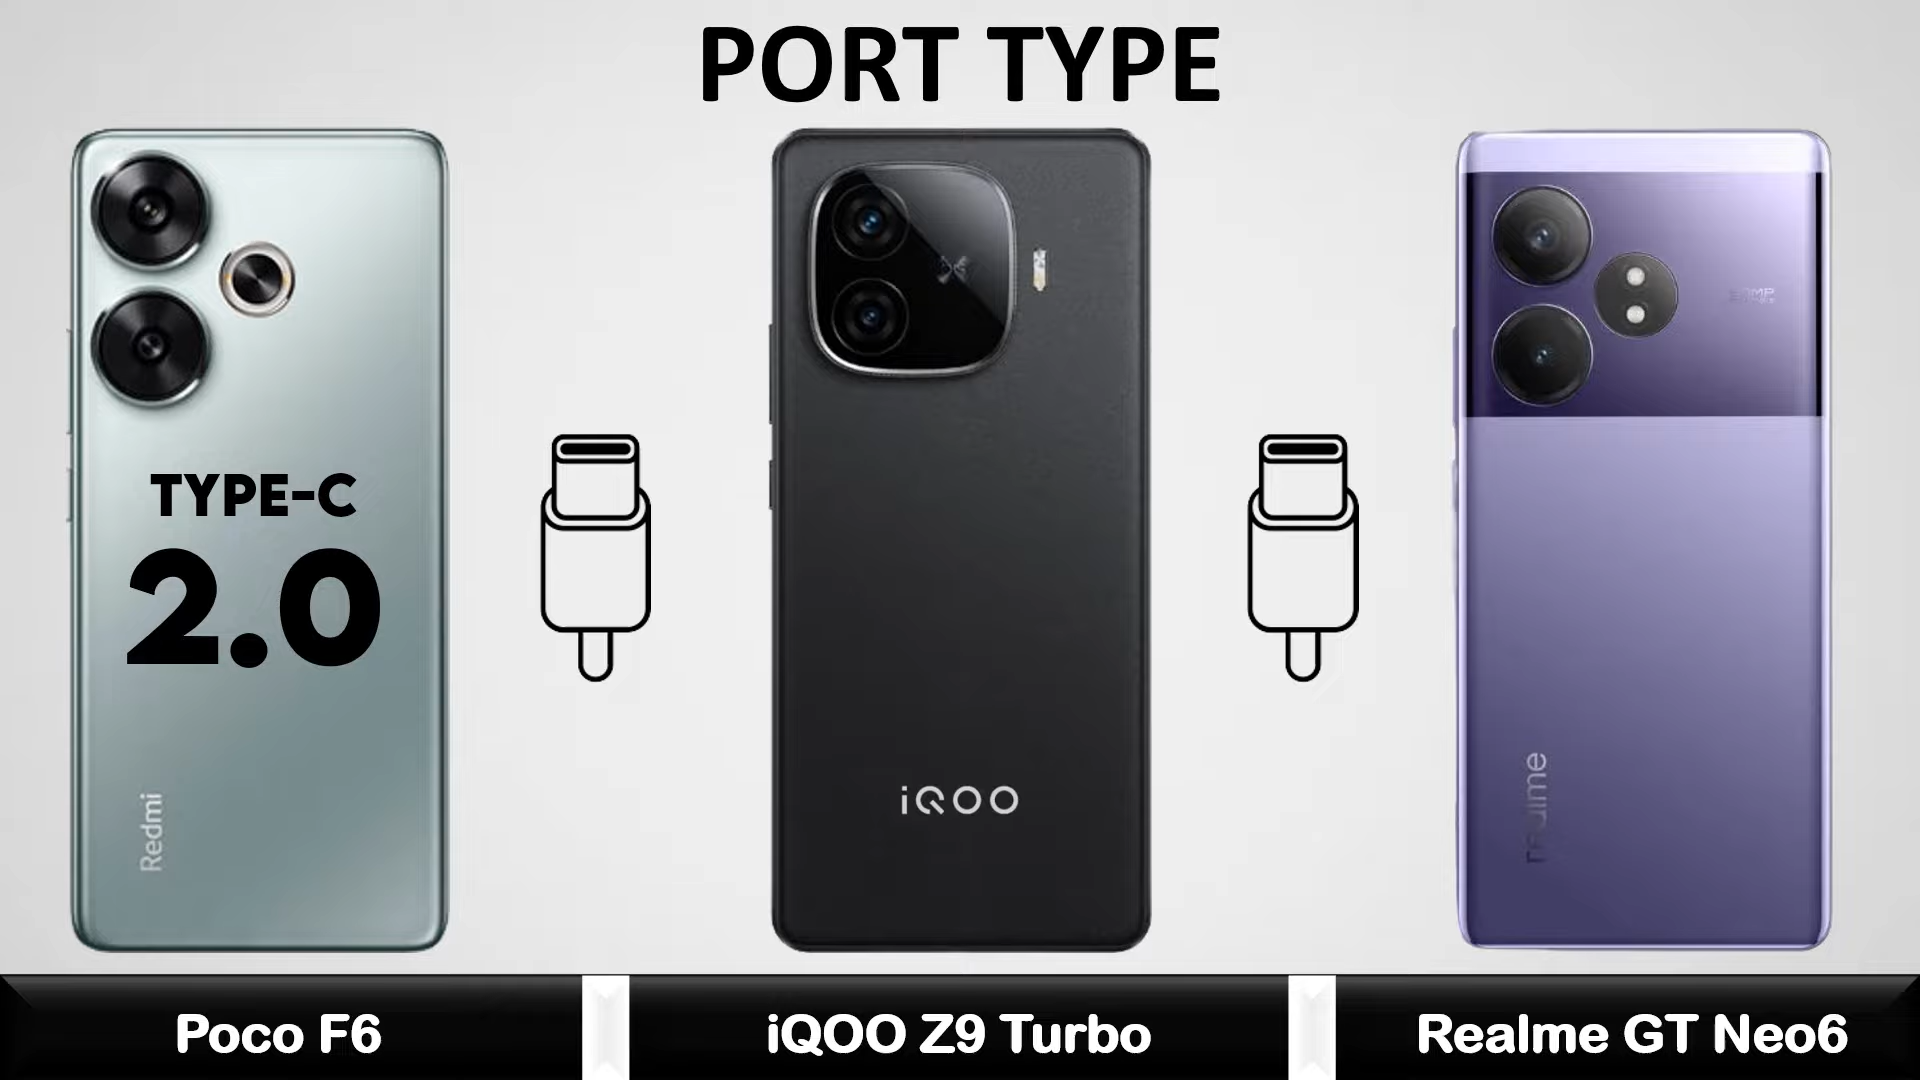 PORT TYPE
TYPE-C
2.0
Redmi
iQOO
realme
Poco F6
iQOO Z9 Turbo
Realme GT Neo6